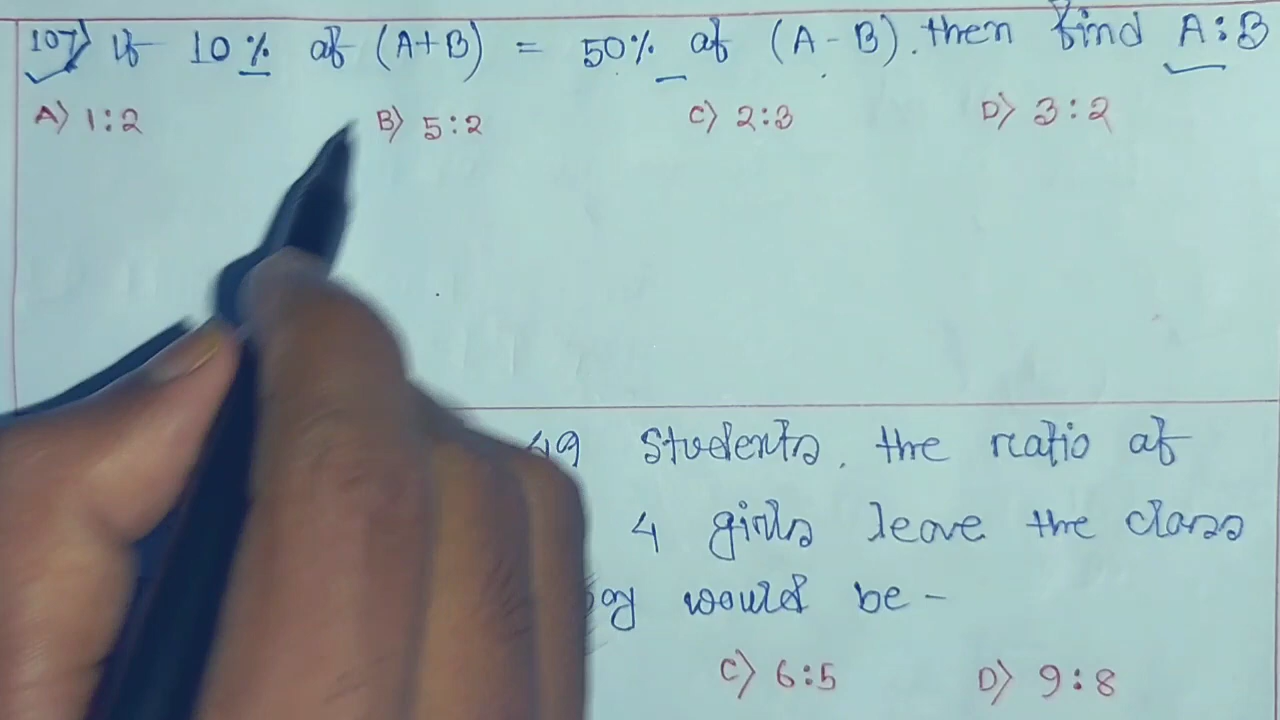 107) If 10% of (A+B) = 50% of (A-B). then find A:B
A) 1:2 B) 5:2 C) 2:3 D) 3:2
49 Students. the ratio of
4 girls leave the class
would be -
C) 6:5 D) 9:8